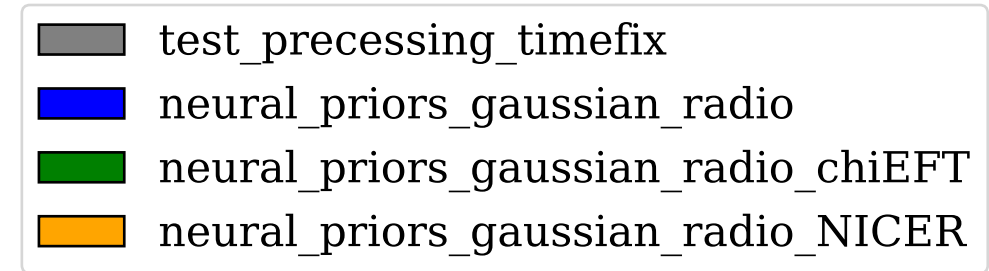 test_precessing_timefix
neural_priors_gaussian_radio
neural_priors_gaussian_radio_chiEFT
neural_priors_gaussian_radio_NICER